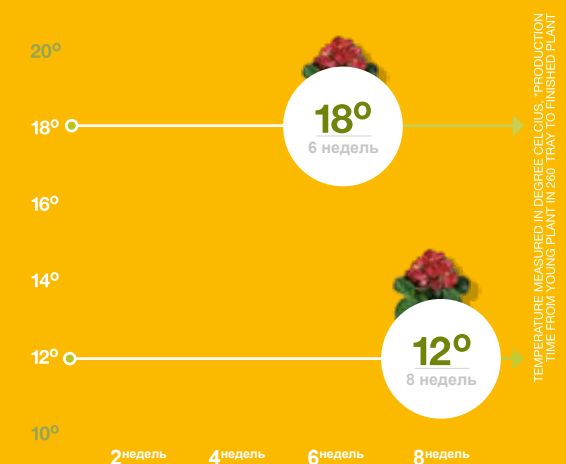 20º
18º
18º
6 недель
16º
14º
12º
12º
8 недель
10º
2недель 4недель 6недель 8недель
TEMPERATURE MEASURED IN DEGREE CELCIUS, *PRODUCTION
TIME FROM YOUNG PLANT IN 260 TRAY TO FINISHED PLANT